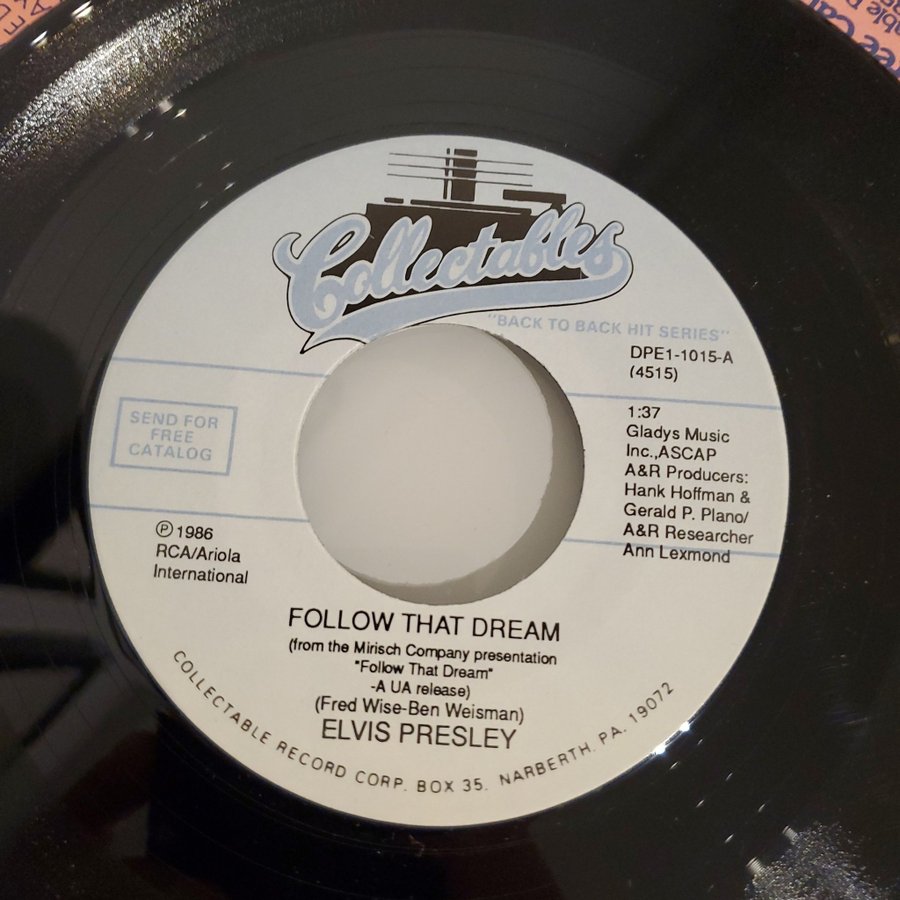 Collectables
"BACK TO BACK HIT SERIES"
DPE1-1015-A
(4515)
SEND FOR
FREE
CATALOG
1:37
Gladys Music
Inc.,ASCAP
A&R Producers:
Hank Hoffman &
Gerald P. Plano/
A&R Researcher
Ann Lexmond
℗ 1986
RCA/Ariola
International
FOLLOW THAT DREAM
(from the Mirisch Company presentation
"Follow That Dream"
-A UA release)
(Fred Wise-Ben Weisman)
ELVIS PRESLEY
COLLECTABLE RECORD CORP. BOX 35. NARBERTH. PA. 19072